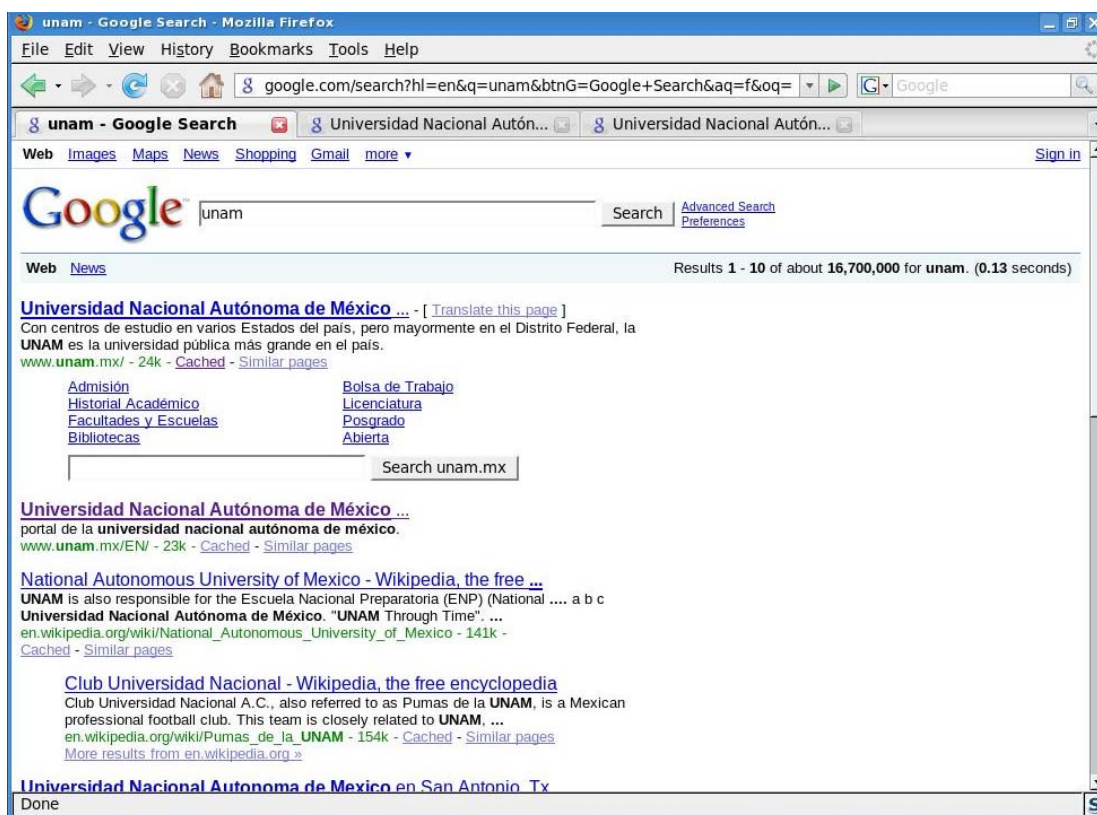 unam - Google Search - Mozilla Firefox
File Edit View History Bookmarks Tools Help
google.com/search?hl=en&q=unam&btnG=Google+Search&aq=f&oq= G Google
unam - Google Search Universidad Nacional Autón... Universidad Nacional Autón...
Web Images Maps News Shopping Gmail more ▼ Sign in
Google™ unam Search Advanced Search
Preferences
Web News Results 1 - 10 of about 16,700,000 for unam. (0.13 seconds)
Universidad Nacional Autónoma de México ... - [ Translate this page ]
Con centros de estudio en varios Estados del país, pero mayormente en el Distrito Federal, la
UNAM es la universidad pública más grande en el país.
www.unam.mx/ - 24k - Cached - Similar pages
Admisión Bolsa de Trabajo
Historial Académico Licenciatura
Facultades y Escuelas Posgrado
Bibliotecas Abierta
Search unam.mx
Universidad Nacional Autónoma de México ...
portal de la universidad nacional autónoma de méxico.
www.unam.mx/EN/ - 23k - Cached - Similar pages
National Autonomous University of Mexico - Wikipedia, the free ...
UNAM is also responsible for the Escuela Nacional Preparatoria (ENP) (National .... a b c
Universidad Nacional Autónoma de México. "UNAM Through Time". ...
en.wikipedia.org/wiki/National_Autonomous_University_of_Mexico - 141k -
Cached - Similar pages
Club Universidad Nacional - Wikipedia, the free encyclopedia
Club Universidad Nacional A.C., also referred to as Pumas de la UNAM, is a Mexican
professional football club. This team is closely related to UNAM, ...
en.wikipedia.org/wiki/Pumas_de_la_UNAM - 154k - Cached - Similar pages
More results from en.wikipedia.org »
Universidad Nacional Autonoma de Mexico en San Antonio, Tx
Done